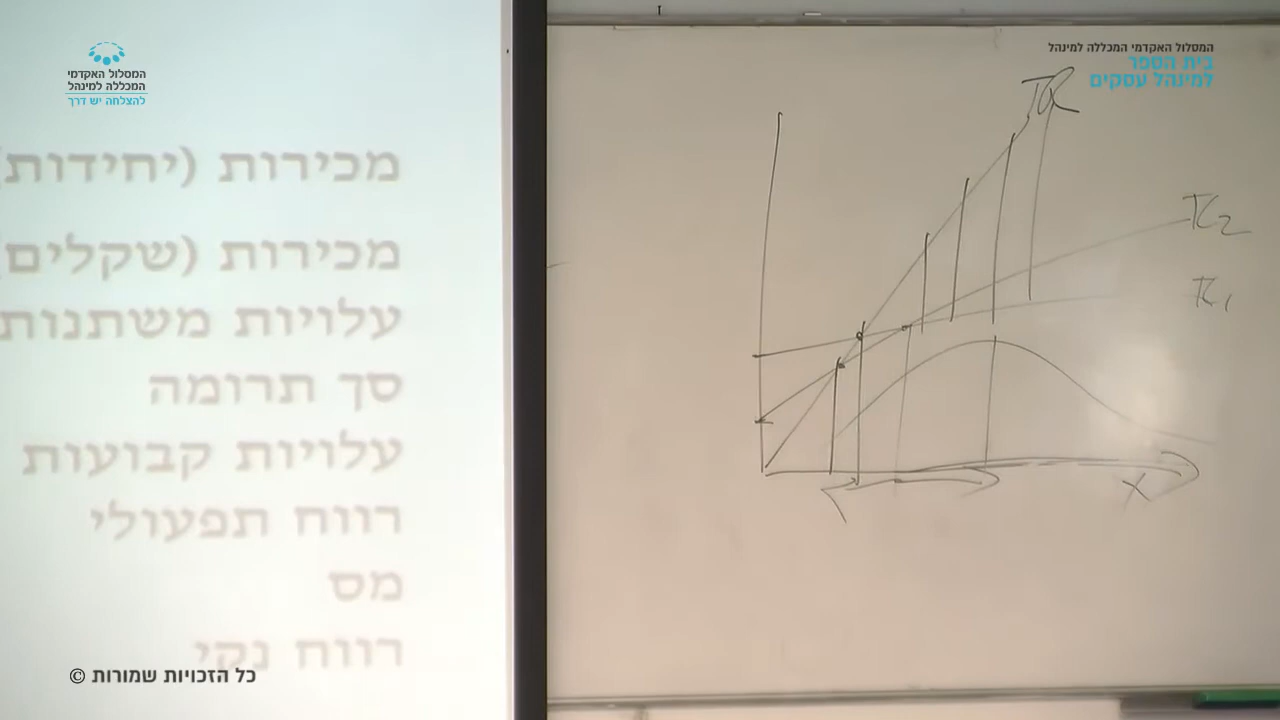 המסלול האקדמי
המכללה למינהל
להצלחה יש דרך
המסלול האקדמי המכללה למינהל
בית הספר
למינהל עסקים
מכירות (יחידות)
מכירות (שקלים)
עלויות משתנות
סך תרומה
עלויות קבועות
רווח תפעולי
מס
רווח נקי
כל הזכויות שמורות ©
TR
TC2
TC1
X